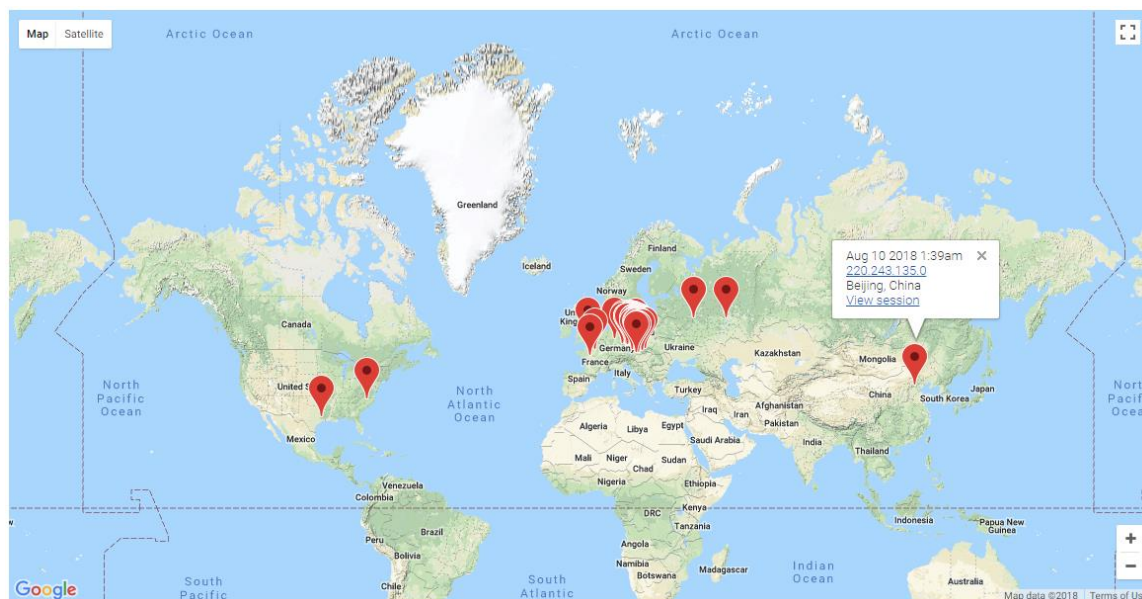 Map
Satellite
Arctic Ocean
Arctic Ocean
Greenland
Iceland
Finland
Sweden
Norway
Canada
Germany
France
Ukraine
Spain
Italy
Turkey
Kazakhstan
Mongolia
China
South Korea
Japan
Aug 10 2018 1:39am
220.243.135.0
Beijing, China
View session
North
Pacific
Ocean
North
Atlantic
Ocean
Mexico
Algeria
Libya
Egypt
Iraq
Iran
Afghanistan
Pakistan
Saudi Arabia
India
Thailand
Mali
Niger
Chad
Sudan
Nigeria
Ethiopia
Kenya
DRC
Tanzania
Angola
Namibia
Botswana
Madagascar
Venezuela
Colombia
Peru
Brazil
Bolivia
Chile
Indonesia
Papua New
Guinea
Indian
Ocean
Australia
South
Pacific
South
Atlantic
Google
Map data ©2018
Terms of Us